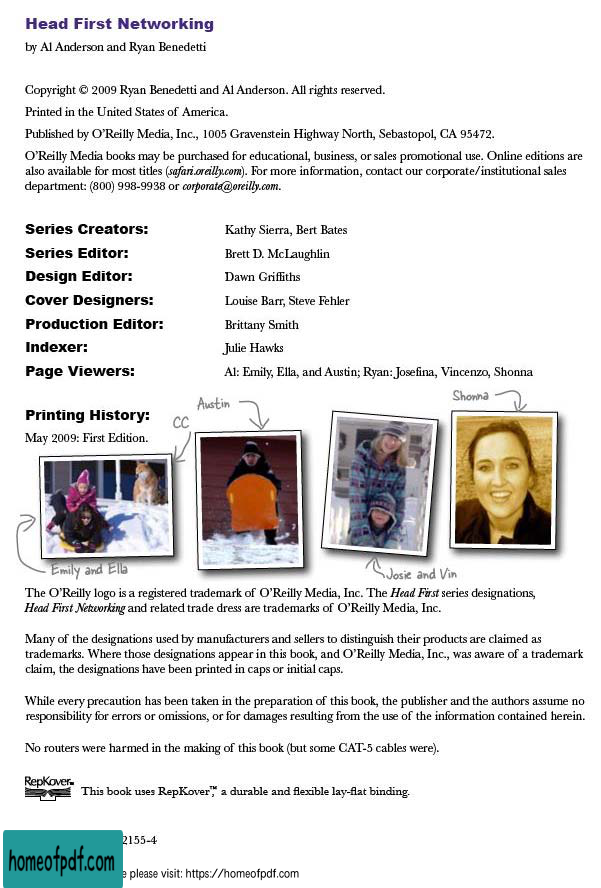 Head First Networking
by Al Anderson and Ryan Benedetti
Copyright © 2009 Ryan Benedetti and Al Anderson. All rights reserved.
Printed in the United States of America.
Published by O’Reilly Media, Inc., 1005 Gravenstein Highway North, Sebastopol, CA 95472.
O’Reilly Media books may be purchased for educational, business, or sales promotional use. Online editions are
also available for most titles (safari.oreilly.com). For more information, contact our corporate/institutional sales
department: (800) 998-9938 or corporate@oreilly.com.
Series Creators: Kathy Sierra, Bert Bates
Series Editor: Brett D. McLaughlin
Design Editor: Dawn Griffiths
Cover Designers: Louise Barr, Steve Fehler
Production Editor: Brittany Smith
Indexer: Julie Hawks
Page Viewers: Al: Emily, Ella, and Austin; Ryan: Josefina, Vincenzo, Shonna
Shonna
Austin
Printing History:
CC
May 2009: First Edition.
Emily and Ella
Josie and Vin
The O’Reilly logo is a registered trademark of O’Reilly Media, Inc. The Head First series designations,
Head First Networking and related trade dress are trademarks of O’Reilly Media, Inc.
Many of the designations used by manufacturers and sellers to distinguish their products are claimed as
trademarks. Where those designations appear in this book, and O’Reilly Media, Inc., was aware of a trademark
claim, the designations have been printed in caps or initial caps.
While every precaution has been taken in the preparation of this book, the publisher and the authors assume no
responsibility for errors or omissions, or for damages resulting from the use of the information contained herein.
No routers were harmed in the making of this book (but some CAT-5 cables were).
RepKover™
This book uses RepKover,™ a durable and flexible lay-flat binding.
2155-4
homeofpdf.com
e please visit: https://homeofpdf.com